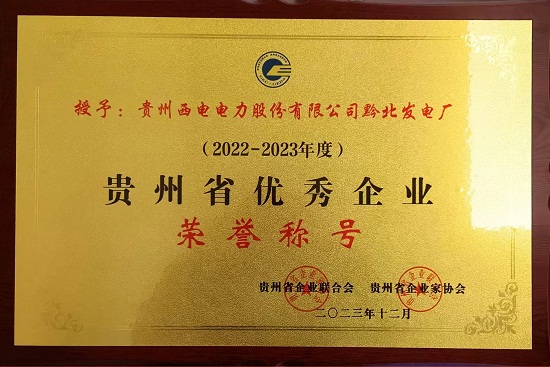 授予：贵州西电电力股份有限公司黔北发电厂
（2022-2023年度）
贵州省优秀企业
荣誉称号
贵州省企业联合会 贵州省企业家协会
二〇二三年十二月